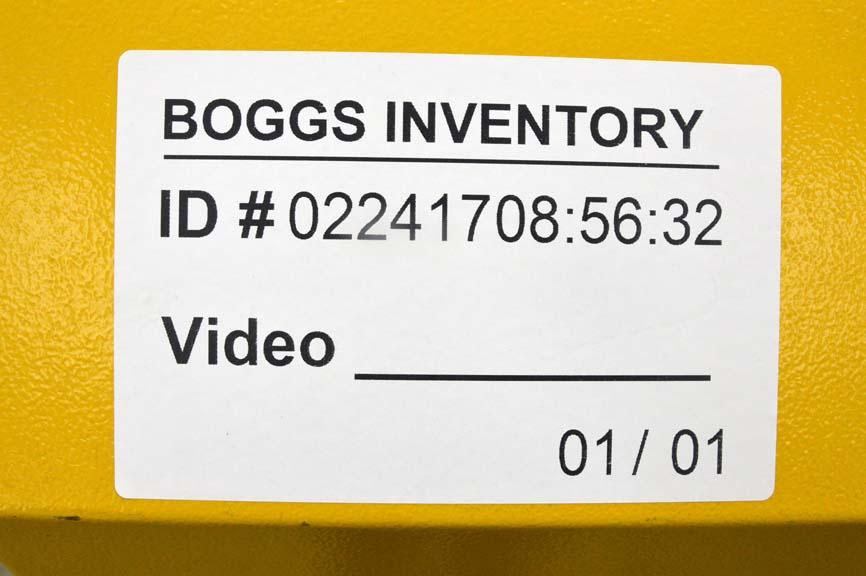 BOGGS INVENTORY
ID # 02241708:56:32
Video
01 / 01